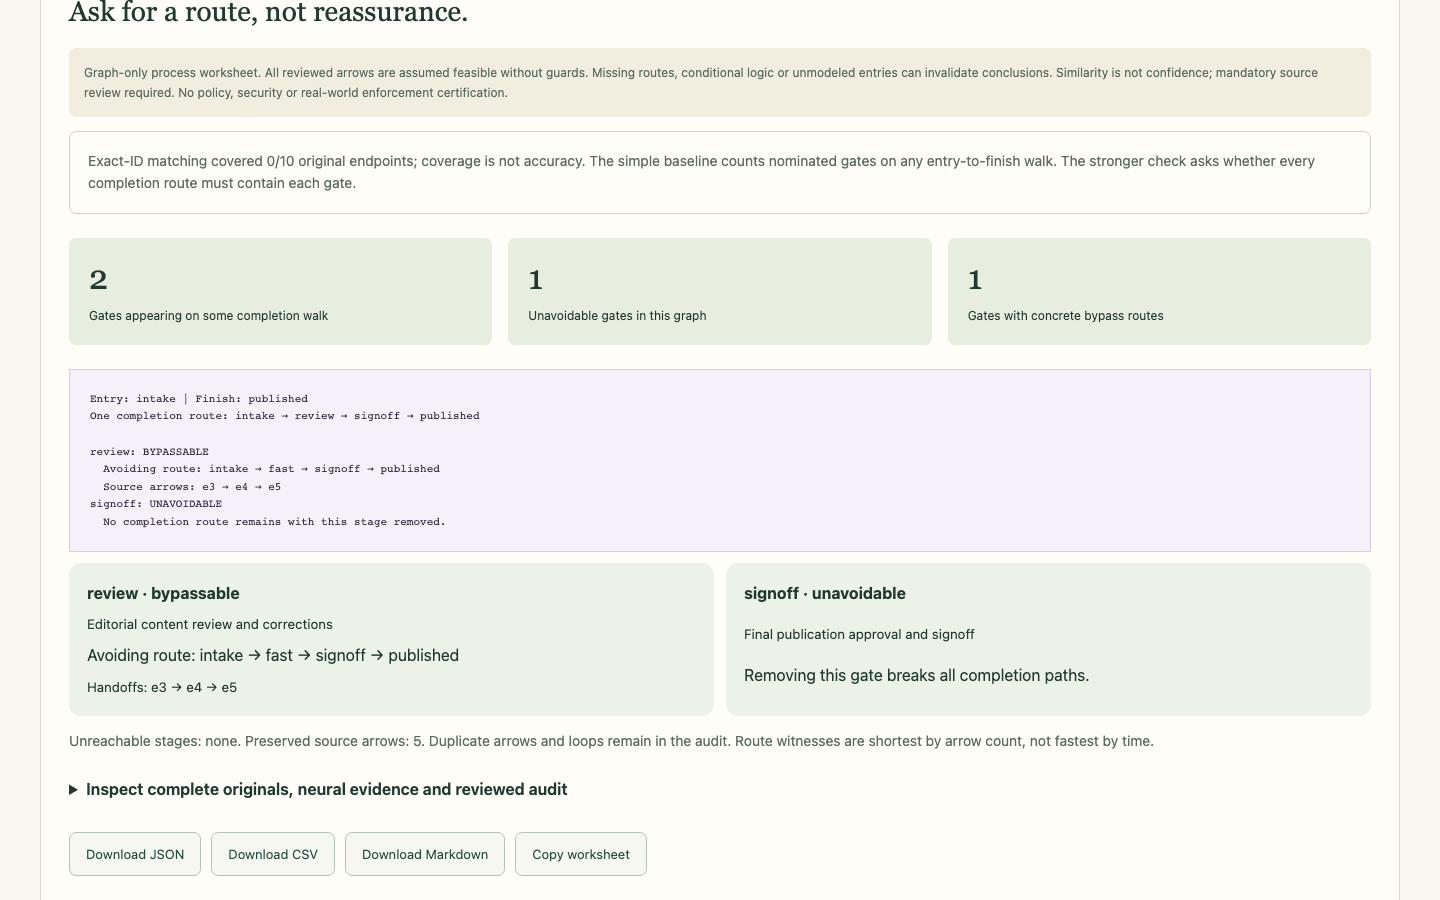 Ask for a route, not reassurance.
Graph-only process worksheet. All reviewed arrows are assumed feasible without guards. Missing routes, conditional logic or unmodeled entries can invalidate conclusions. Similarity is not confidence; mandatory source
review required. No policy, security or real-world enforcement certification.
Exact-ID matching covered 0/10 original endpoints; coverage is not accuracy. The simple baseline counts nominated gates on any entry-to-finish walk. The stronger check asks whether every
completion route must contain each gate.
2
Gates appearing on some completion walk
1
Unavoidable gates in this graph
1
Gates with concrete bypass routes
Entry: intake | Finish: published
One completion route: intake → review → signoff → published
review: BYPASSABLE
Avoiding route: intake → fast → signoff → published
Source arrows: e3 → e4 → e5
signoff: UNAVOIDABLE
No completion route remains with this stage removed.
review · bypassable
Editorial content review and corrections
Avoiding route: intake → fast → signoff → published
Handoffs: e3 → e4 → e5
signoff · unavoidable
Final publication approval and signoff
Removing this gate breaks all completion paths.
Unreachable stages: none. Preserved source arrows: 5. Duplicate arrows and loops remain in the audit. Route witnesses are shortest by arrow count, not fastest by time.
▶ Inspect complete originals, neural evidence and reviewed audit
Download JSON
Download CSV
Download Markdown
Copy worksheet